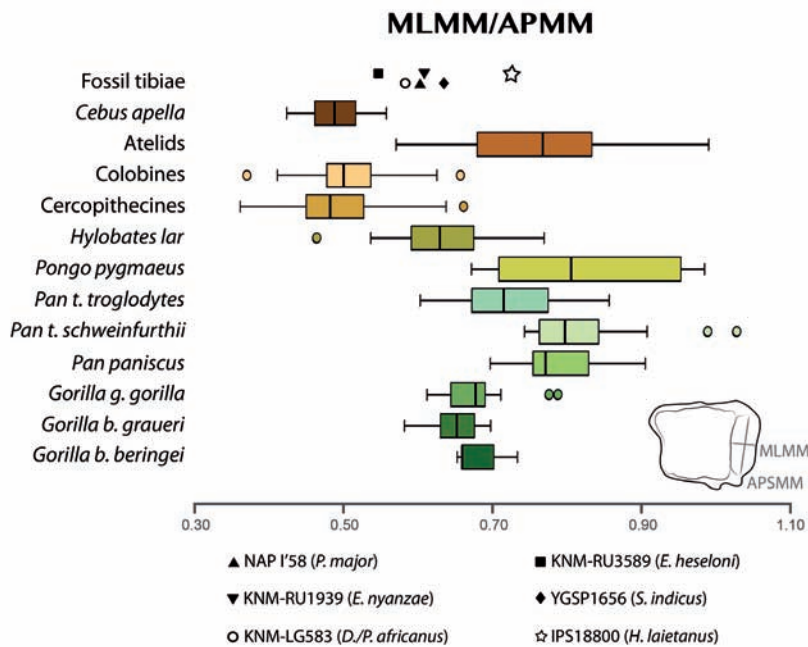 MLMM/APMM
Fossil tibiae
Cebus apella
Atelids
Colobines
Cercopithecines
Hylobates lar
Pongo pygmaeus
Pan t. troglodytes
Pan t. schweinfurthii
Pan paniscus
Gorilla g. gorilla
Gorilla b. graueri
Gorilla b. beringei
MLMM
APSMM
0.30 0.50 0.70 0.90 1.10
NAP I'58 (P. major) KNM-RU3589 (E. heseloni)
KNM-RU1939 (E. nyanzae) YGSP1656 (S. indicus)
KNM-LG583 (D./P. africanus) IPS18800 (H. laietanus)